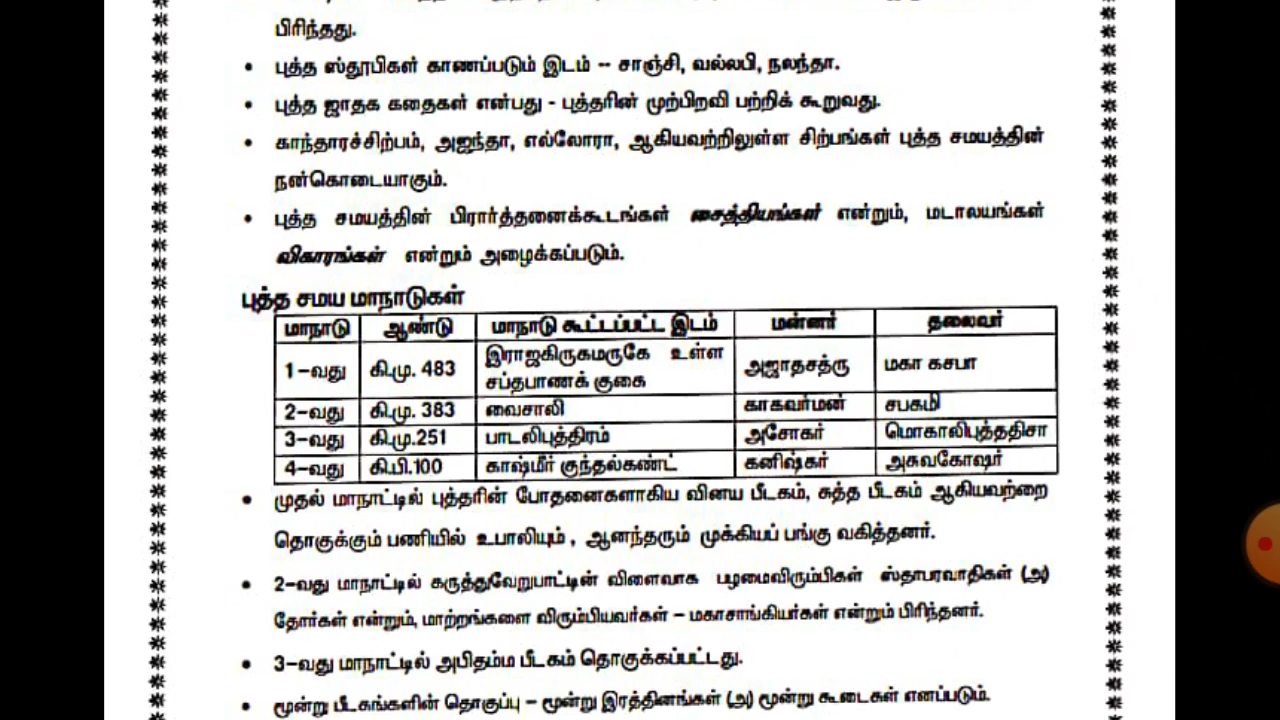 பிரிந்தது.
• புத்த ஸ்தூபிகள் காணப்படும் இடம் – சாஞ்சி, வல்லபி, நலந்தா.
• புத்த ஜாதக கதைகள் என்பது - புத்தரின் முற்பிறவி பற்றிக் கூறுவது.
• காந்தாரச்சிற்பம், அஜந்தா, எல்லோரா, ஆகியவற்றிலுள்ள சிற்பங்கள் புத்த சமயத்தின்
நன்கொடையாகும்.
• புத்த சமயத்தின் பிரார்த்தனைக்கூடங்கள் சைத்தியங்கள் என்றும், மடாலயங்கள்
விகாரங்கள் என்றும் அழைக்கப்படும்.
புத்த சமய மாநாடுகள்
மாநாடு ஆண்டு மாநாடு கூட்டப்பட்ட இடம் மன்னர் தலைவர்
1–வது கி.மு. 483 இராஜகிருகமருகே உள்ள சப்தபாணக் குகை அஜாதசத்ரு மகா கசபா
2–வது கி.மு. 383 வைசாலி காகவர்மன் சபகமி
3–வது கி.மு.251 பாடலிபுத்திரம் அசோகர் மொகாலிபுத்ததிசா
4–வது கி.பி.100 காஷ்மீர் குந்தல்கண்ட் கனிஷ்கர் அசுவகோஷர்
• முதல் மாநாட்டில் புத்தரின் போதனைகளாகிய வினய பீடகம், சுத்த பீடகம் ஆகியவற்றை
தொகுக்கும் பணியில் உபாலியும் , ஆனந்தரும் முக்கியப் பங்கு வகித்தனர்.
• 2–வது மாநாட்டில் கருத்துவேறுபாட்டின் விளைவாக பழமைவிரும்பிகள் ஸ்தாபரவாதிகள் (அ)
தோர்கள் என்றும், மாற்றங்களை விரும்பியவர்கள் – மகாசாங்கியர்கள் என்றும் பிரிந்தனர்.
• 3–வது மாநாட்டில் அபிதம்ம பீடகம் தொகுக்கப்பட்டது.
• மூன்று பீடகங்களின் தொகுப்பு – மூன்று இரத்தினங்கள் (அ) மூன்று கூடைகள் எனப்படும்.